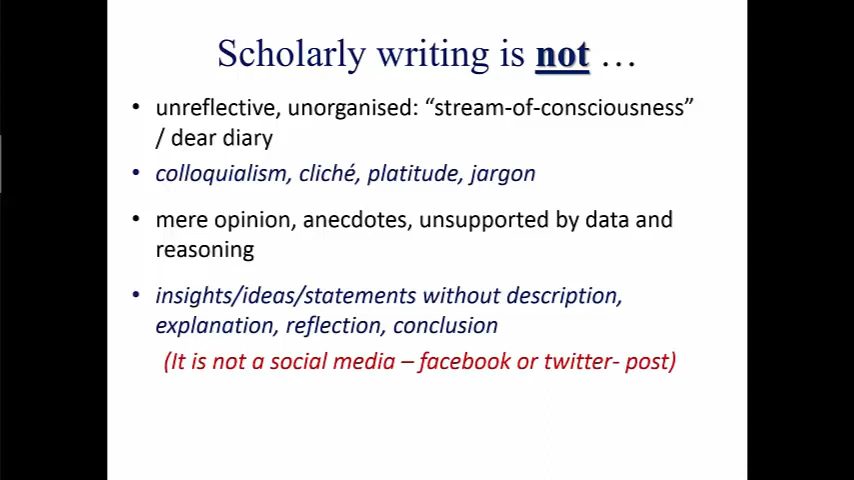 Scholarly writing is not …
• unreflective, unorganised: “stream-of-consciousness”
/ dear diary
• colloquialism, cliché, platitude, jargon
• mere opinion, anecdotes, unsupported by data and
reasoning
• insights/ideas/statements without description,
explanation, reflection, conclusion
(It is not a social media – facebook or twitter- post)